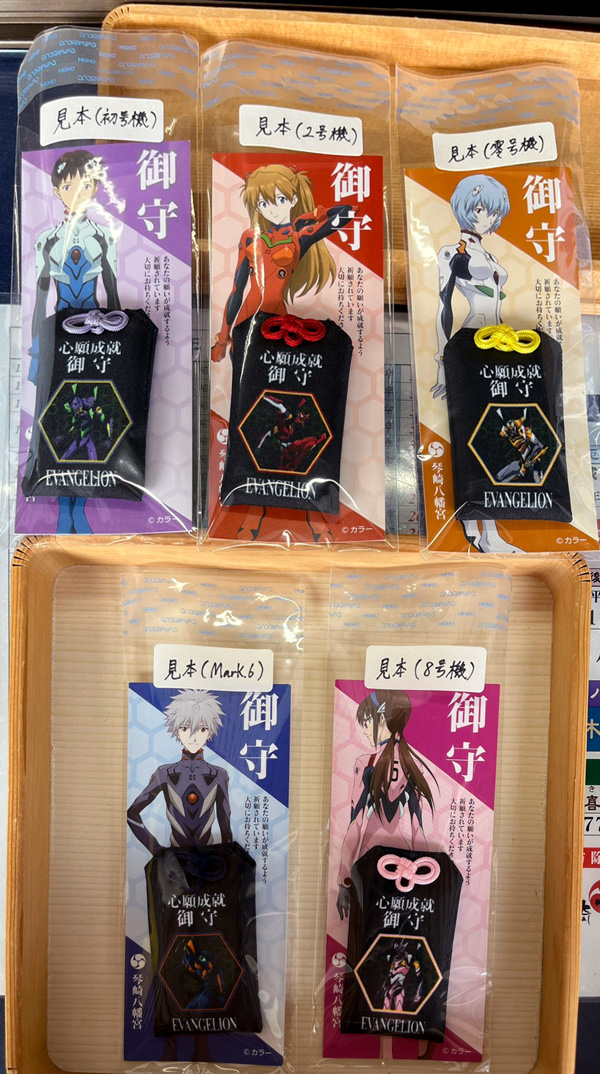 見本(初号機)
御守
あなたの願いが成就するよう
祈願されています
大切にお持ちください
心願成就
御守
EVANGELION
©カラー
見本(2号機)
御守
あなたの願いが成就するよう
祈願されています
大切にお持ちくださ
心願成就
御守
EVANGELION
琴崎八幡宮
©カラー
見本(零号機)
御守
あなたの願いが成就するよう
祈願されています
大切にお持ちくだ
心願成就
御守
EVANGELION
琴崎八幡宮
©カラー
見本(Mark.6)
御守
あなたの願いが成就するよう
祈願されています
大切にお持ちくださ
心願成就
御守
EVANGELION
琴崎八幡宮
©カラー
見本(8号機)
御守
あなたの願いが成就するよう
祈願されています
大切にお持ちくださ
心願成就
御守
EVANGELION
琴崎八幡宮
©カラー